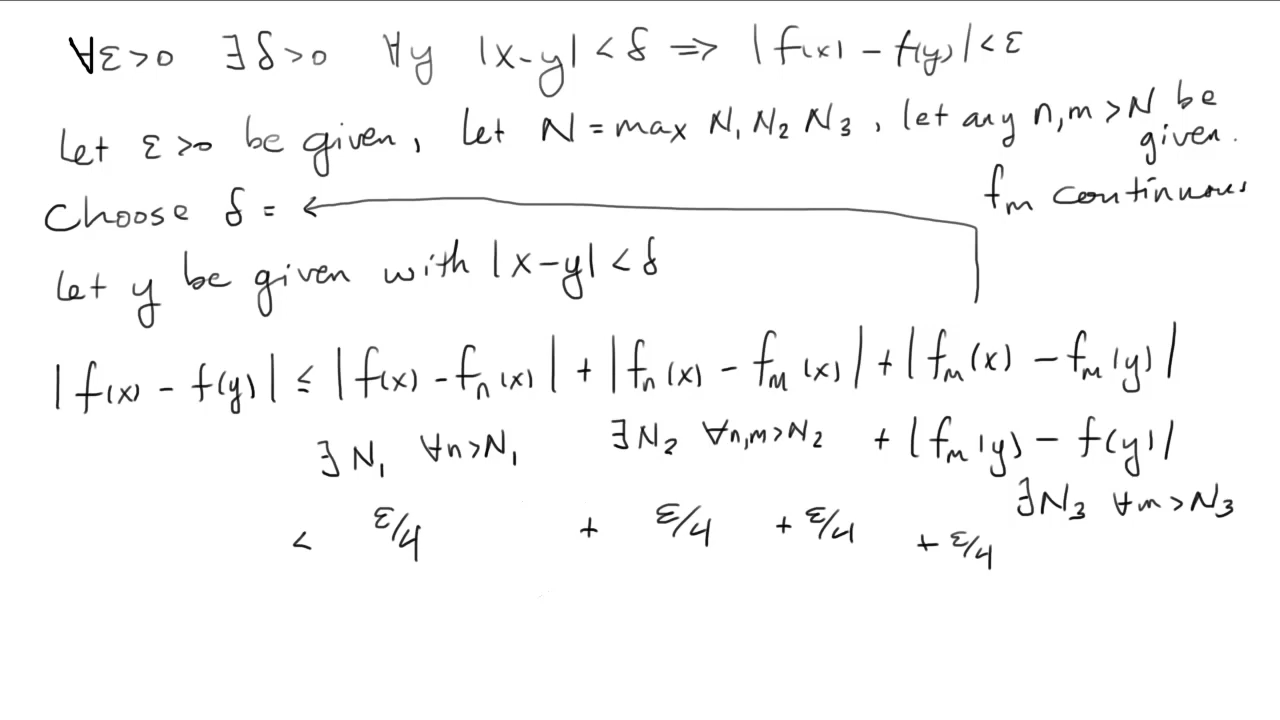 ∀ε>0 ∃δ>0 ∀y |x-y|<δ ⇒ |f(x) - f(y)|<ε
Let ε>0 be given, let N = max N₁ N₂ N₃, let any n,m>N be given.
Choose δ = ←
fₘ continuous
Let y be given with |x-y|<δ
|f(x) - f(y)| ≤ |f(x) - fₙ(x)| + |fₙ(x) - fₘ(x)| + |fₘ(x) - fₘ(y)|
+ |fₘ(y) - f(y)|
∃N₁ ∀n>N₁ ∃N₂ ∀n,m>N₂
∃N₃ ∀m>N₃
< ε/4 + ε/4 + ε/4 + ε/4